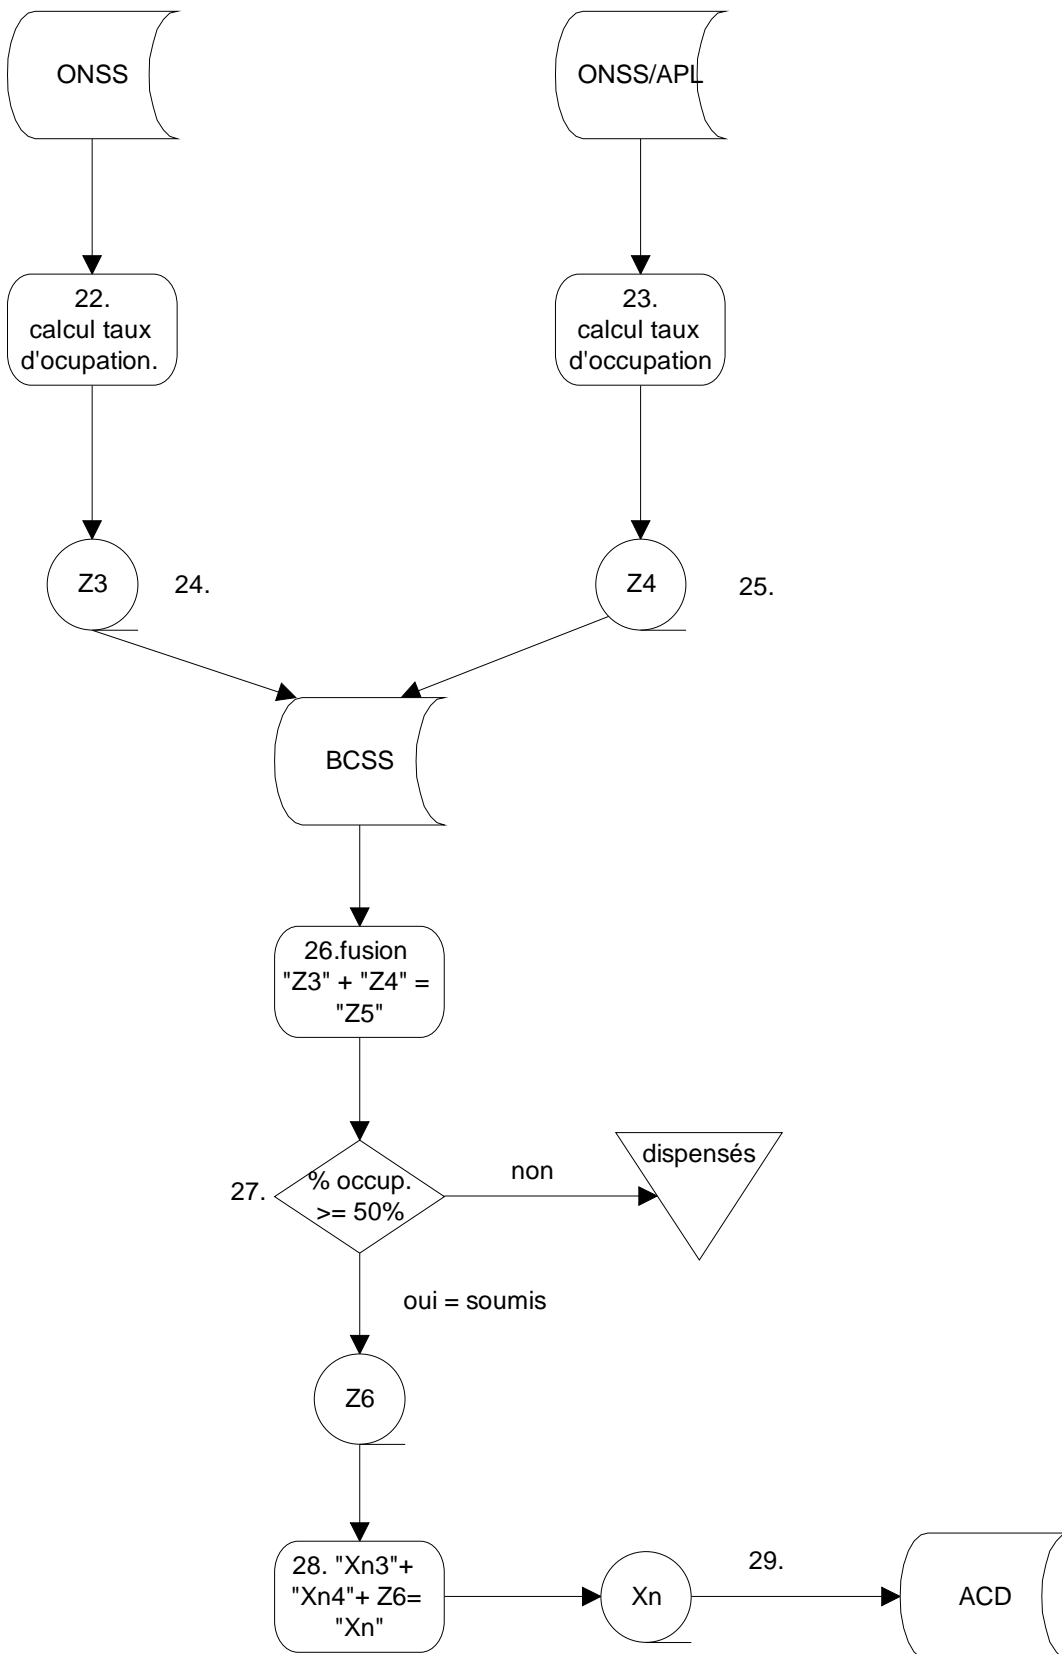 ONSS
ONSS/APL
22.
calcul taux
d'ocupation.
23.
calcul taux
d'occupation
Z3
24.
Z4
25.
BCSS
26.fusion
"Z3" + "Z4" =
"Z5"
27.
% occup.
>= 50%
non
dispensés
oui = soumis
Z6
28. "Xn3"+
"Xn4"+ Z6=
"Xn"
Xn
29.
ACD